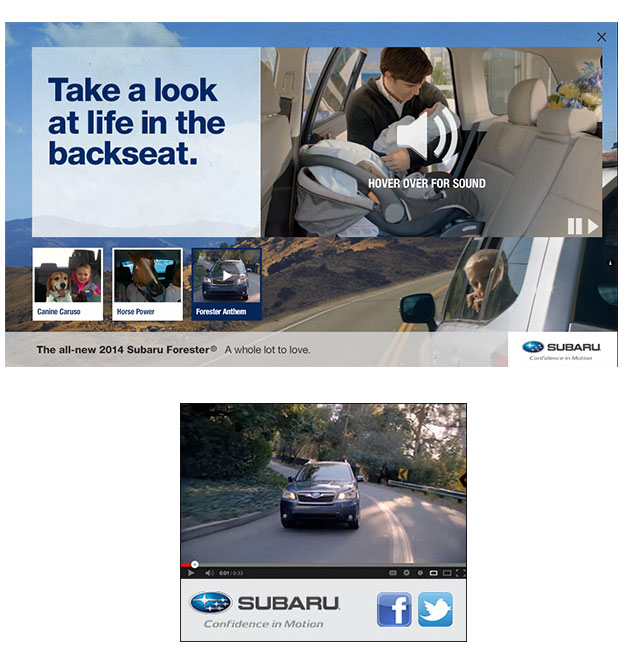 Take a look
at life in the
backseat.
HOVER OVER FOR SOUND
Canine Caruso
Horse Power
Forester Anthem
The all-new 2014 Subaru Forester® A whole lot to love.
SUBARU
Confidence in Motion
0:01 / 0:33
SUBARU
Confidence in Motion